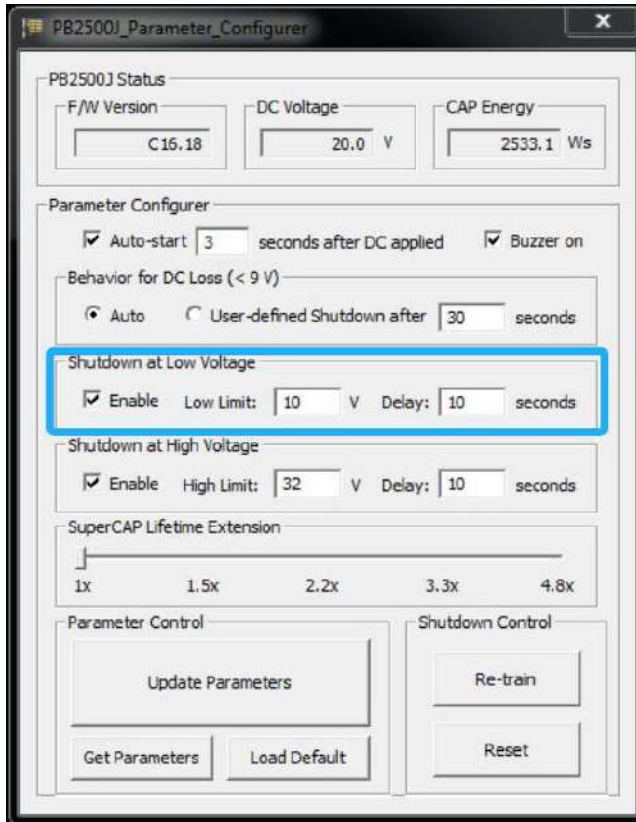 PB2500J_Parameter_Configurer
X
PB2500J Status
F/W Version DC Voltage CAP Energy
C16.18 20.0 V 2533.1 Ws
Parameter Configurer
Auto-start 3 seconds after DC applied Buzzer on
Behavior for DC Loss (< 9 V)
Auto User-defined Shutdown after 30 seconds
Shutdown at Low Voltage
Enable Low Limit: 10 V Delay: 10 seconds
Shutdown at High Voltage
Enable High Limit: 32 V Delay: 10 seconds
SuperCAP Lifetime Extension
1x 1.5x 2.2x 3.3x 4.8x
Parameter Control Shutdown Control
Update Parameters Re-train
Get Parameters Load Default Reset